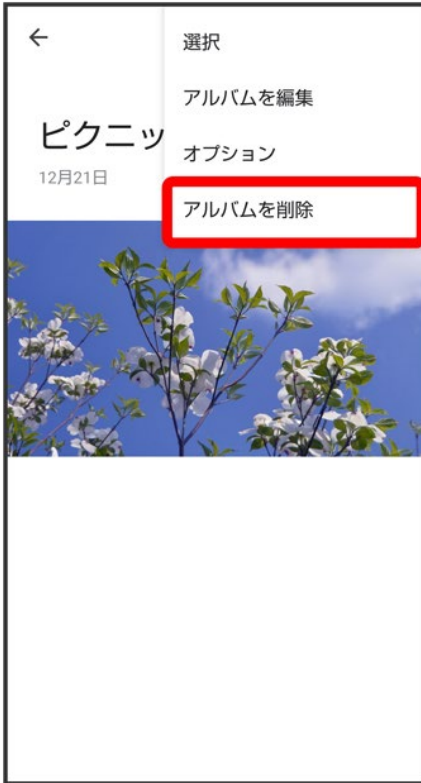 選択
アルバムを編集
ピクニッ
オプション
12月21日
アルバムを削除